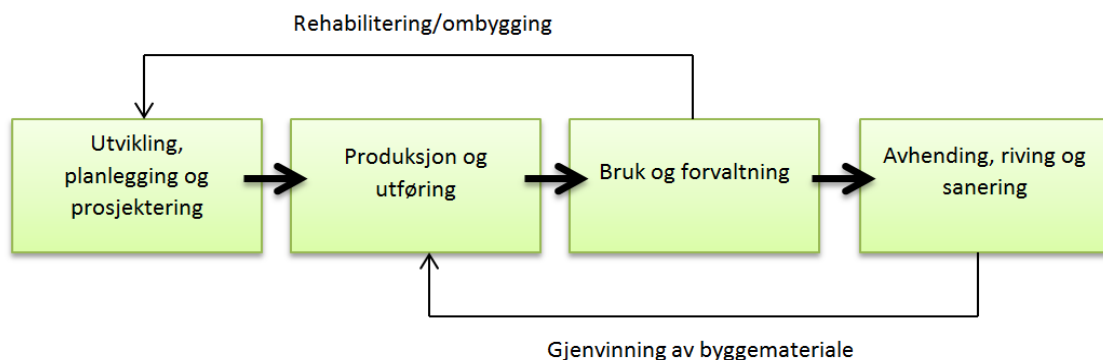 Rehabilitering/ombygging
Utvikling,
planlegging og
prosjektering
Produksjon og
utføring
Bruk og forvaltning
Avhending, riving og
sanering
Gjenvinning av byggemateriale